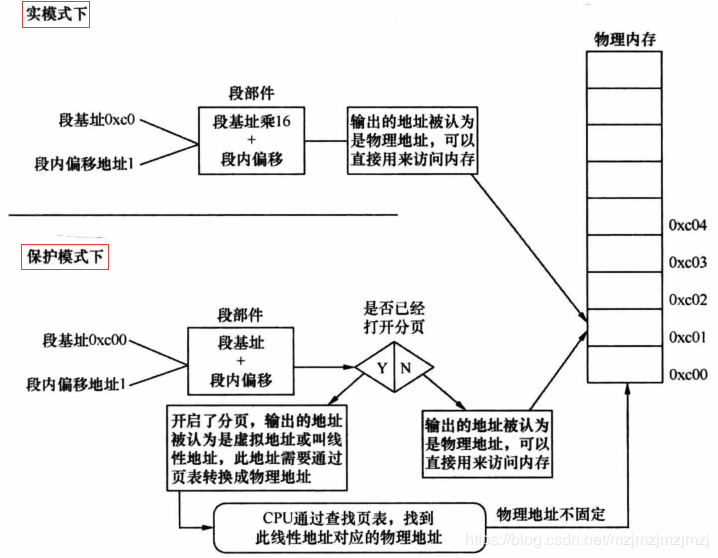 实模式下
物理内存
段部件
段基址0xc0
段内偏移地址1
段基址乘16
+
段内偏移
输出的地址被认为
是物理地址，可以
直接用来访问内存
0xc04
0xc03
0xc02
0xc01
0xc00
保护模式下
段部件
段基址0xc00
段内偏移地址1
段基址
+
段内偏移
是否已经
打开分页
Y
N
开启了分页，输出的地址
被认为是虚拟地址或叫线
性地址，此地址需要通过
页表转换成物理地址
输出的地址被认为
是物理地址，可以
直接用来访问内存
CPU通过查找页表，找到
此线性地址对应的物理地址
物理地址不固定
https://blog.csdn.net/mzjmzjmzjmzj